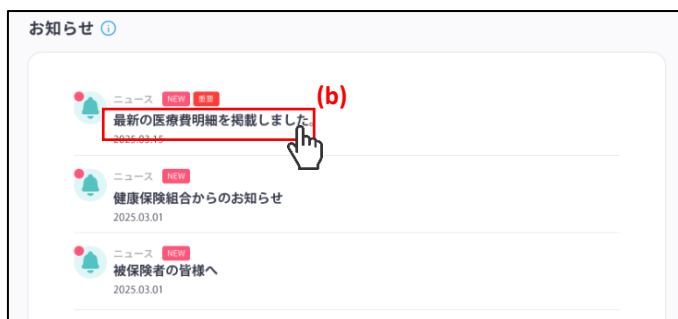 お知らせ
ニュース NEW 重要
(b)
最新の医療費明細を掲載しました。
2025.03.15
ニュース NEW
健康保険組合からのお知らせ
2025.03.01
ニュース NEW
被保険者の皆様へ
2025.03.01